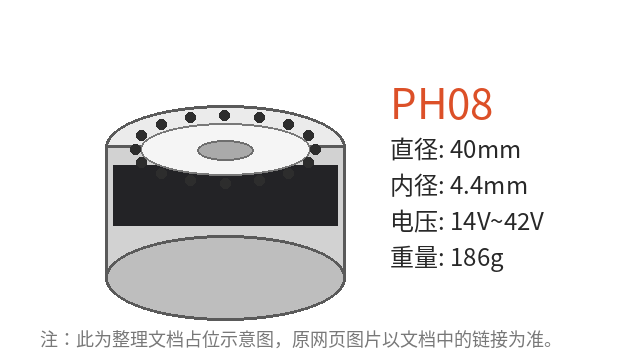 PH08
直径: 40mm
内径: 4.4mm
电压: 14V~42V
重量: 186g
注：此为整理文档占位示意图，原网页图片以文档中的链接为准。